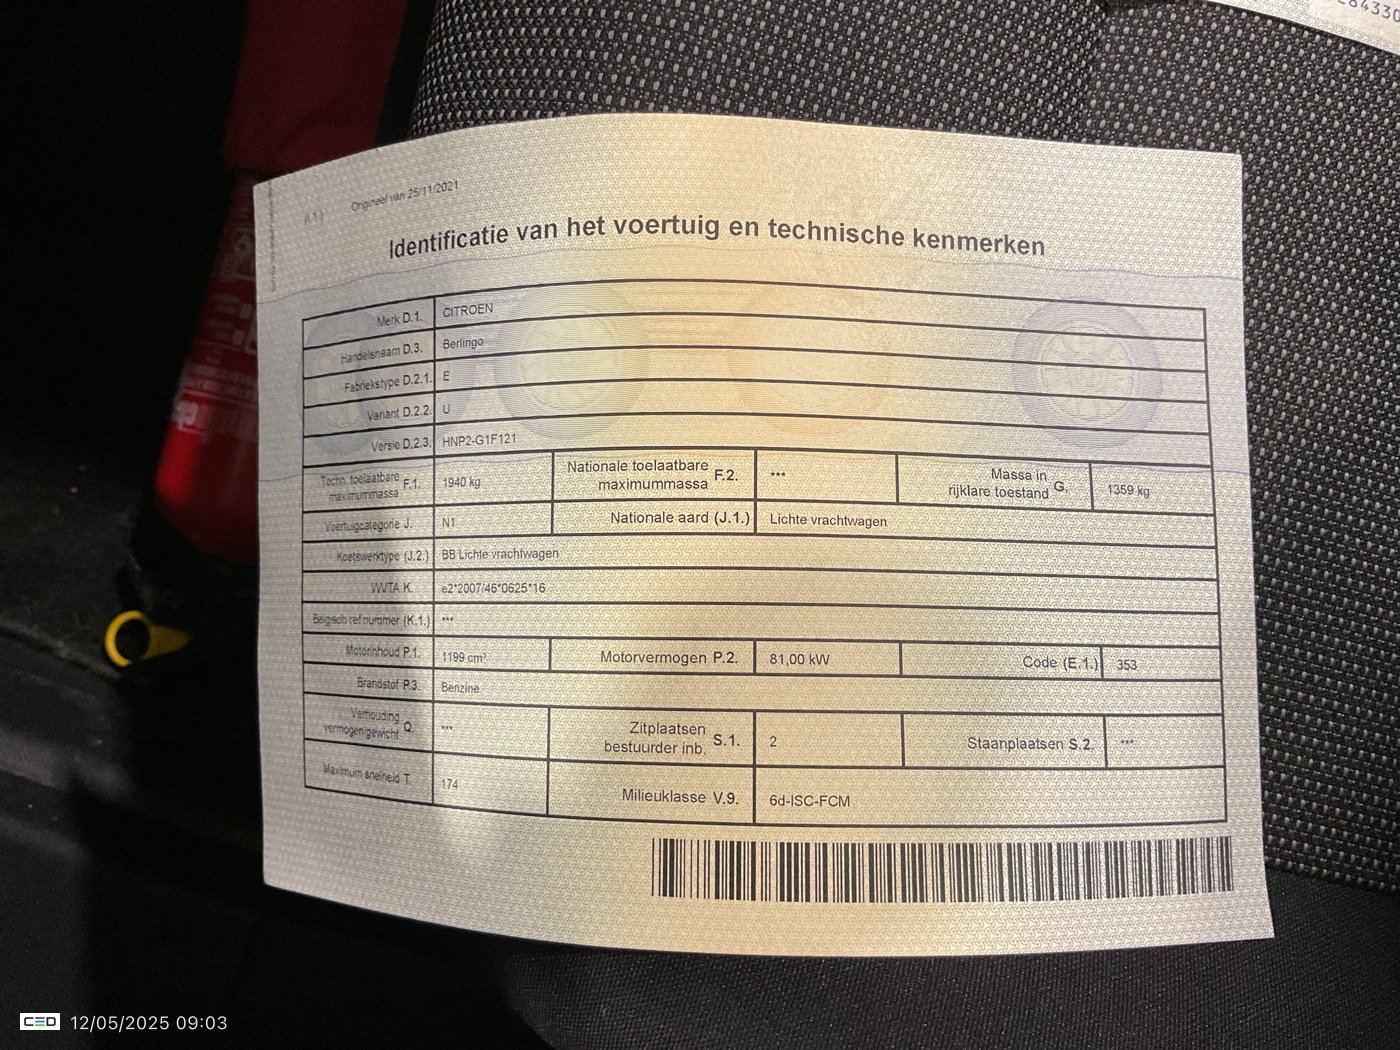 28433
Origineel van 25/11/2021
Identificatie van het voertuig en technische kenmerken
Merk D.1. CITROEN
Handelsnaam D.3. Berlingo
Fabriekstype D.2.1. E
Variant D.2.2. U
Versie D.2.3. HNP2-G1F121
Techn. toelaatbare maximummassa F.1. 1940 kg Nationale toelaatbare maximummassa F.2. *** Massa in rijklare toestand G. 1359 kg
Voertuigcategorie J. N1 Nationale aard (J.1.) Lichte vrachtwagen
Koetswerktype (J.2.) BB Lichte vrachtwagen
WVTA K. e2*2007/46*0625*16
Belgisch ref nummer (K.1.) ***
Motorinhoud P.1. 1199 cm³ Motorvermogen P.2. 81,00 kW Code (E.1.) 353
Brandstof P.3. Benzine
Verhouding vermogen/gewicht Q. *** Zitplaatsen bestuurder inb. S.1. 2 Staanplaatsen S.2. ***
Maximum snelheid T. 174 Milieuklasse V.9. 6d-ISC-FCM
CED 12/05/2025 09:03